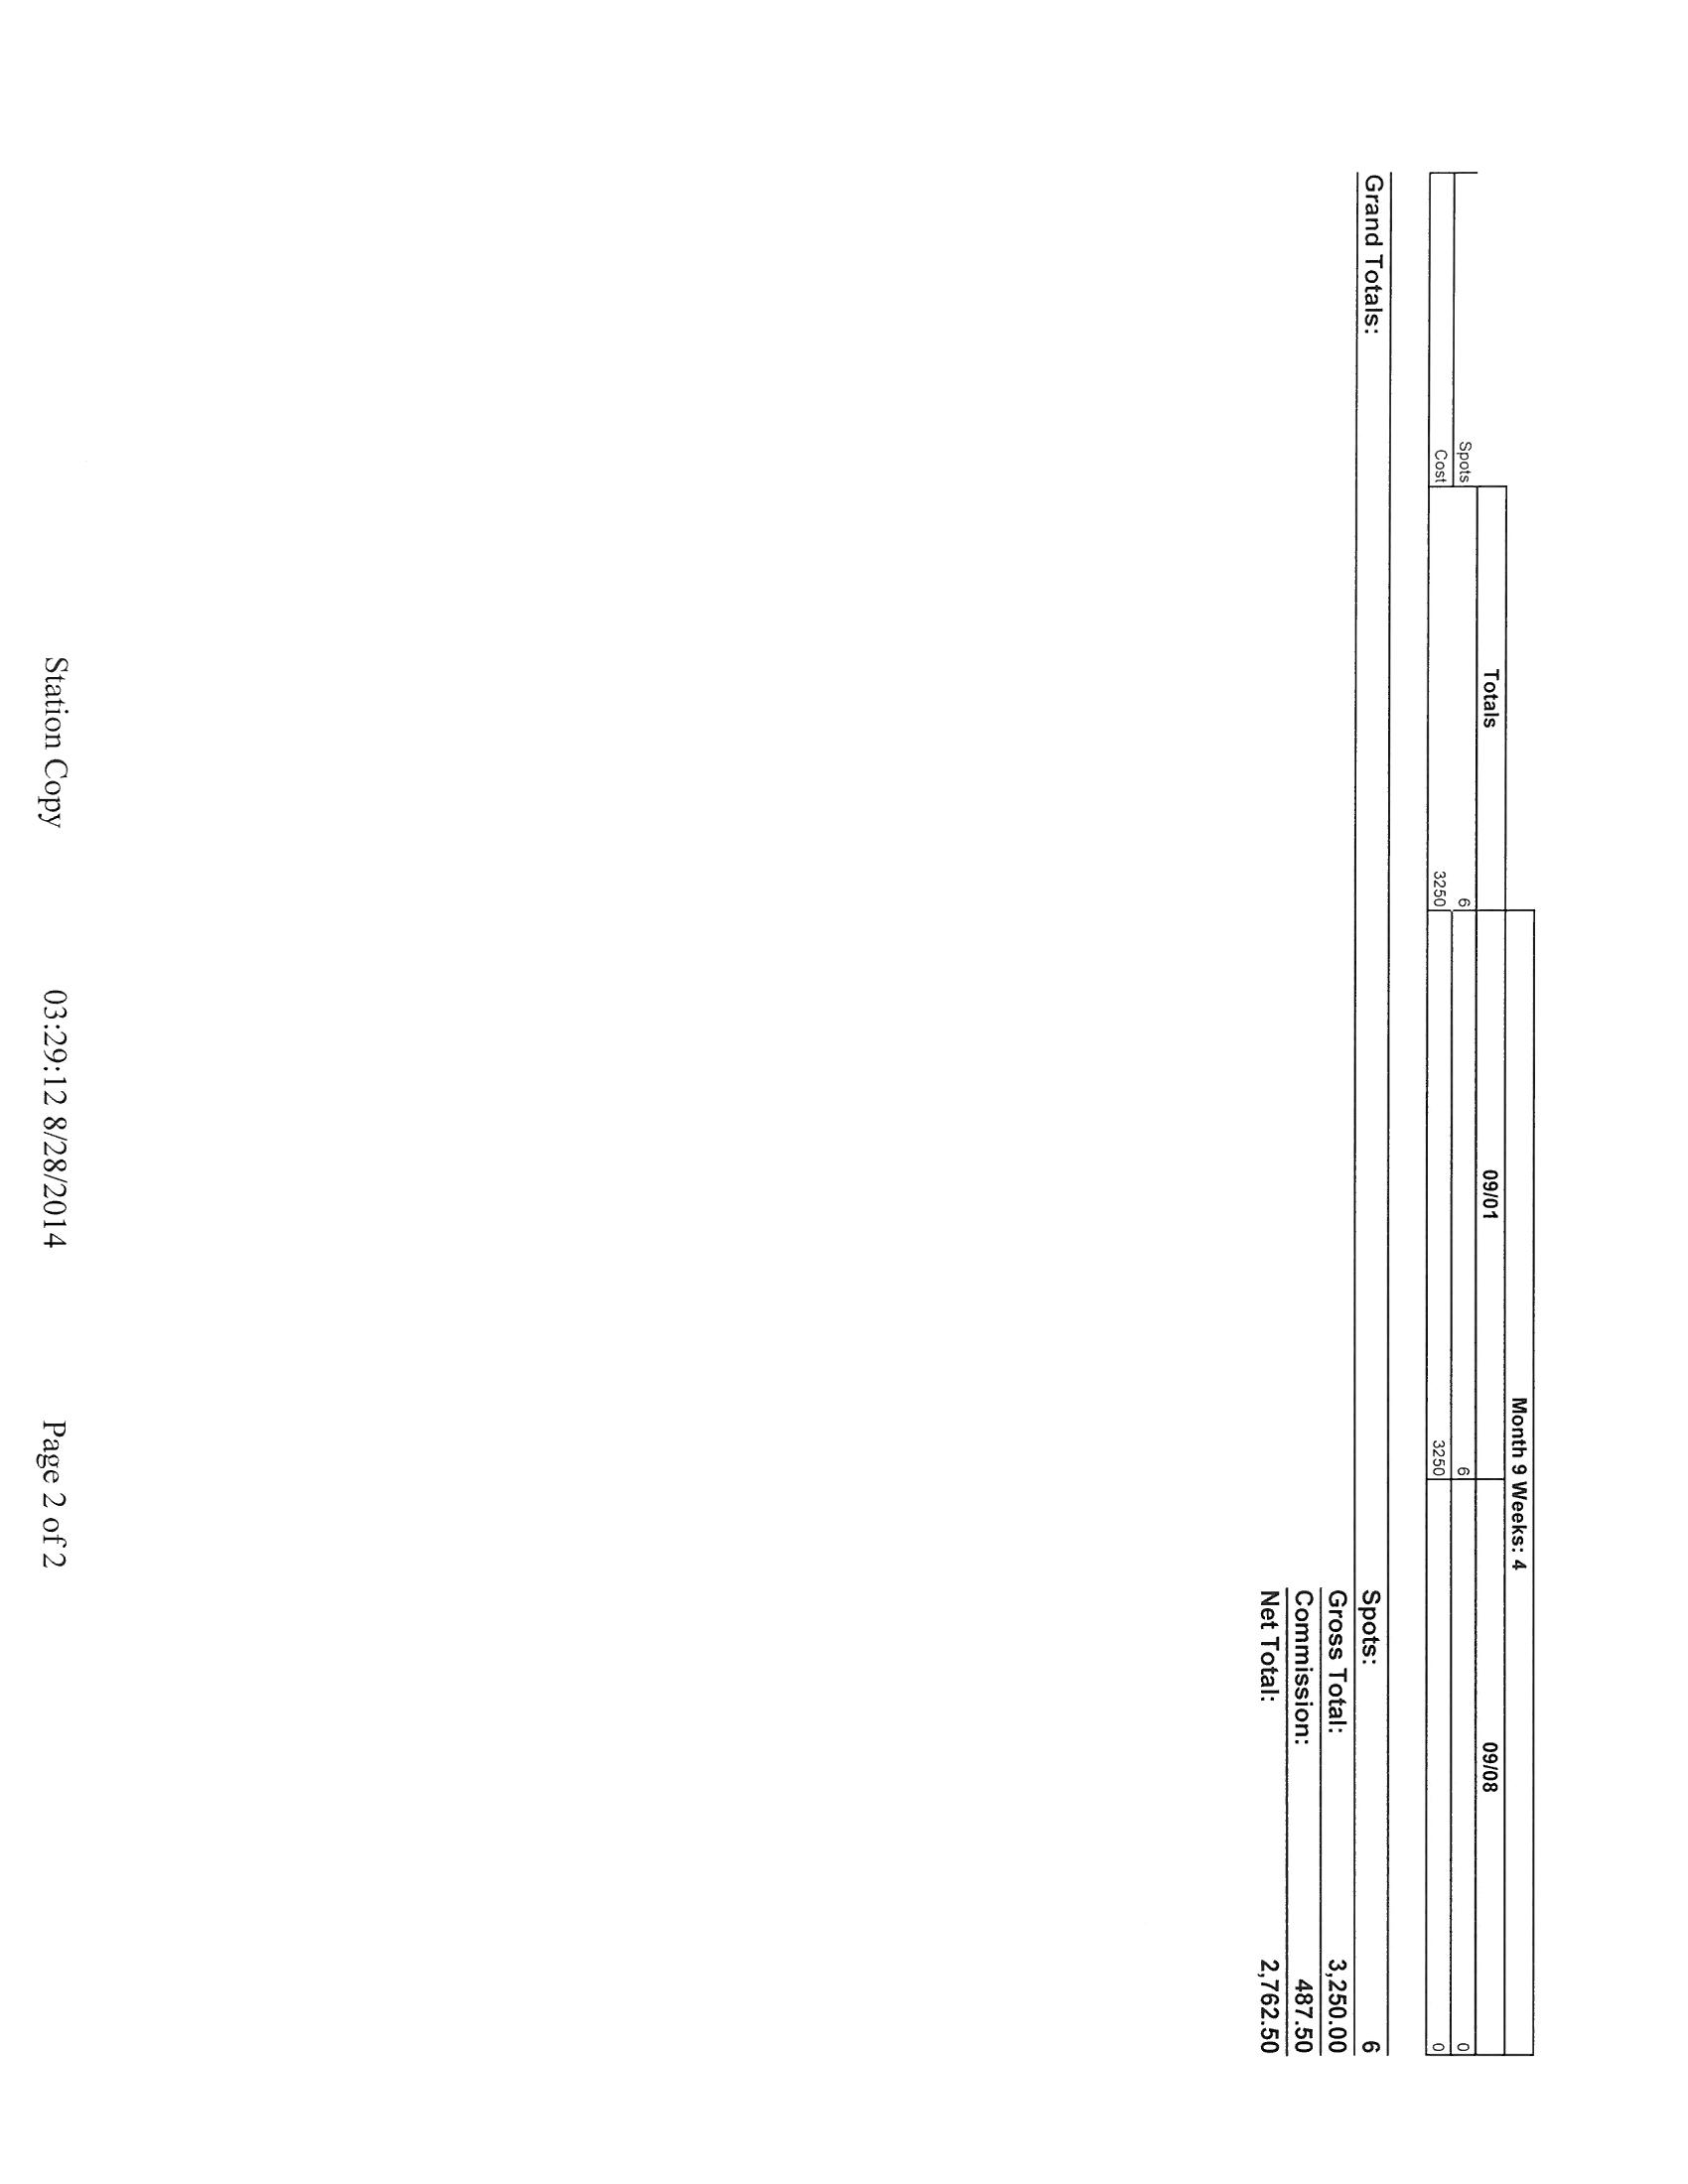 Month 9 Weeks: 4
Totals 09/01 09/08
Spots 6 6 0
Cost 3250 3250 0
Grand Totals: Spots: 6
Gross Total: 3,250.00
Commission: 487.50
Net Total: 2,762.50
Station Copy 03:29:12 8/28/2014 Page 2 of 2